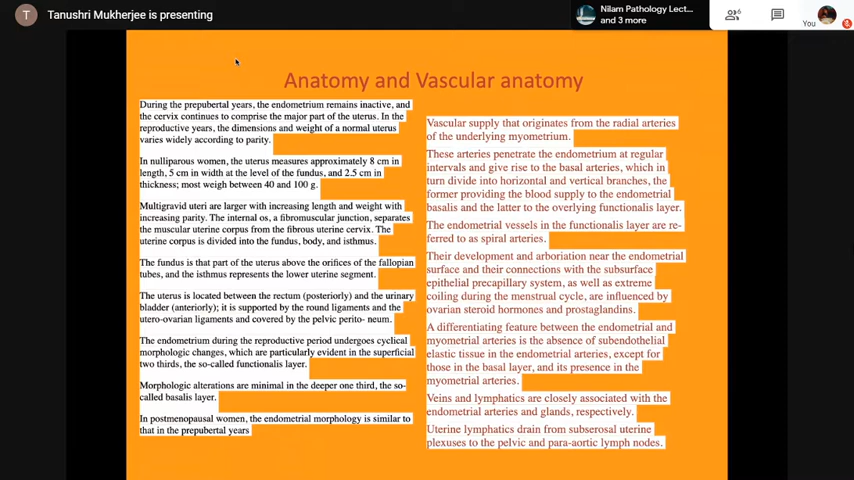 T
Tanushri Mukherjee is presenting
Nilam Pathology Lect...
and 3 more
6
You
Anatomy and Vascular anatomy
During the prepubertal years, the endometrium remains inactive, and
the cervix continues to comprise the major part of the uterus. In the
reproductive years, the dimensions and weight of a normal uterus
varies widely according to parity.
In nulliparous women, the uterus measures approximately 8 cm in
length, 5 cm in width at the level of the fundus, and 2.5 cm in
thickness; most weigh between 40 and 100 g.
Multigravid uteri are larger with increasing length and weight with
increasing parity. The internal os, a fibromuscular junction, separates
the muscular uterine corpus from the fibrous uterine cervix. The
uterine corpus is divided into the fundus, body, and isthmus.
The fundus is that part of the uterus above the orifices of the fallopian
tubes, and the isthmus represents the lower uterine segment.
The uterus is located between the rectum (posteriorly) and the urinary
bladder (anteriorly); it is supported by the round ligaments and the
utero-ovarian ligaments and covered by the pelvic perito- neum.
The endometrium during the reproductive period undergoes cyclical
morphologic changes, which are particularly evident in the superficial
two thirds, the so-called functionalis layer.
Morphologic alterations are minimal in the deeper one third, the so-
called basalis layer.
In postmenopausal women, the endometrial morphology is similar to
that in the prepubertal years
Vascular supply that originates from the radial arteries
of the underlying myometrium.
These arteries penetrate the endometrium at regular
intervals and give rise to the basal arteries, which in
turn divide into horizontal and vertical branches, the
former providing the blood supply to the endometrial
basalis and the latter to the overlying functionalis layer.
The endometrial vessels in the functionalis layer are re-
ferred to as spiral arteries.
Their development and arboriation near the endometrial
surface and their connections with the subsurface
epithelial precapillary system, as well as extreme
coiling during the menstrual cycle, are influenced by
ovarian steroid hormones and prostaglandins.
A differentiating feature between the endometrial and
myometrial arteries is the absence of subendothelial
elastic tissue in the endometrial arteries, except for
those in the basal layer, and its presence in the
myometrial arteries.
Veins and lymphatics are closely associated with the
endometrial arteries and glands, respectively.
Uterine lymphatics drain from subserosal uterine
plexuses to the pelvic and para-aortic lymph nodes.